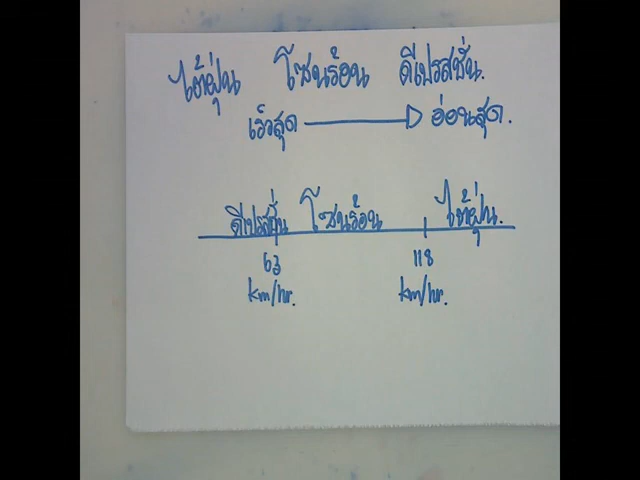 ไต้ฝุ่น โซนร้อน ดีเปรสชั่น.
เร็วสุด อ่อนสุด.
ดีเปรสชั่น โซนร้อน ไต้ฝุ่น.
63 118
km/hr. km/hr.